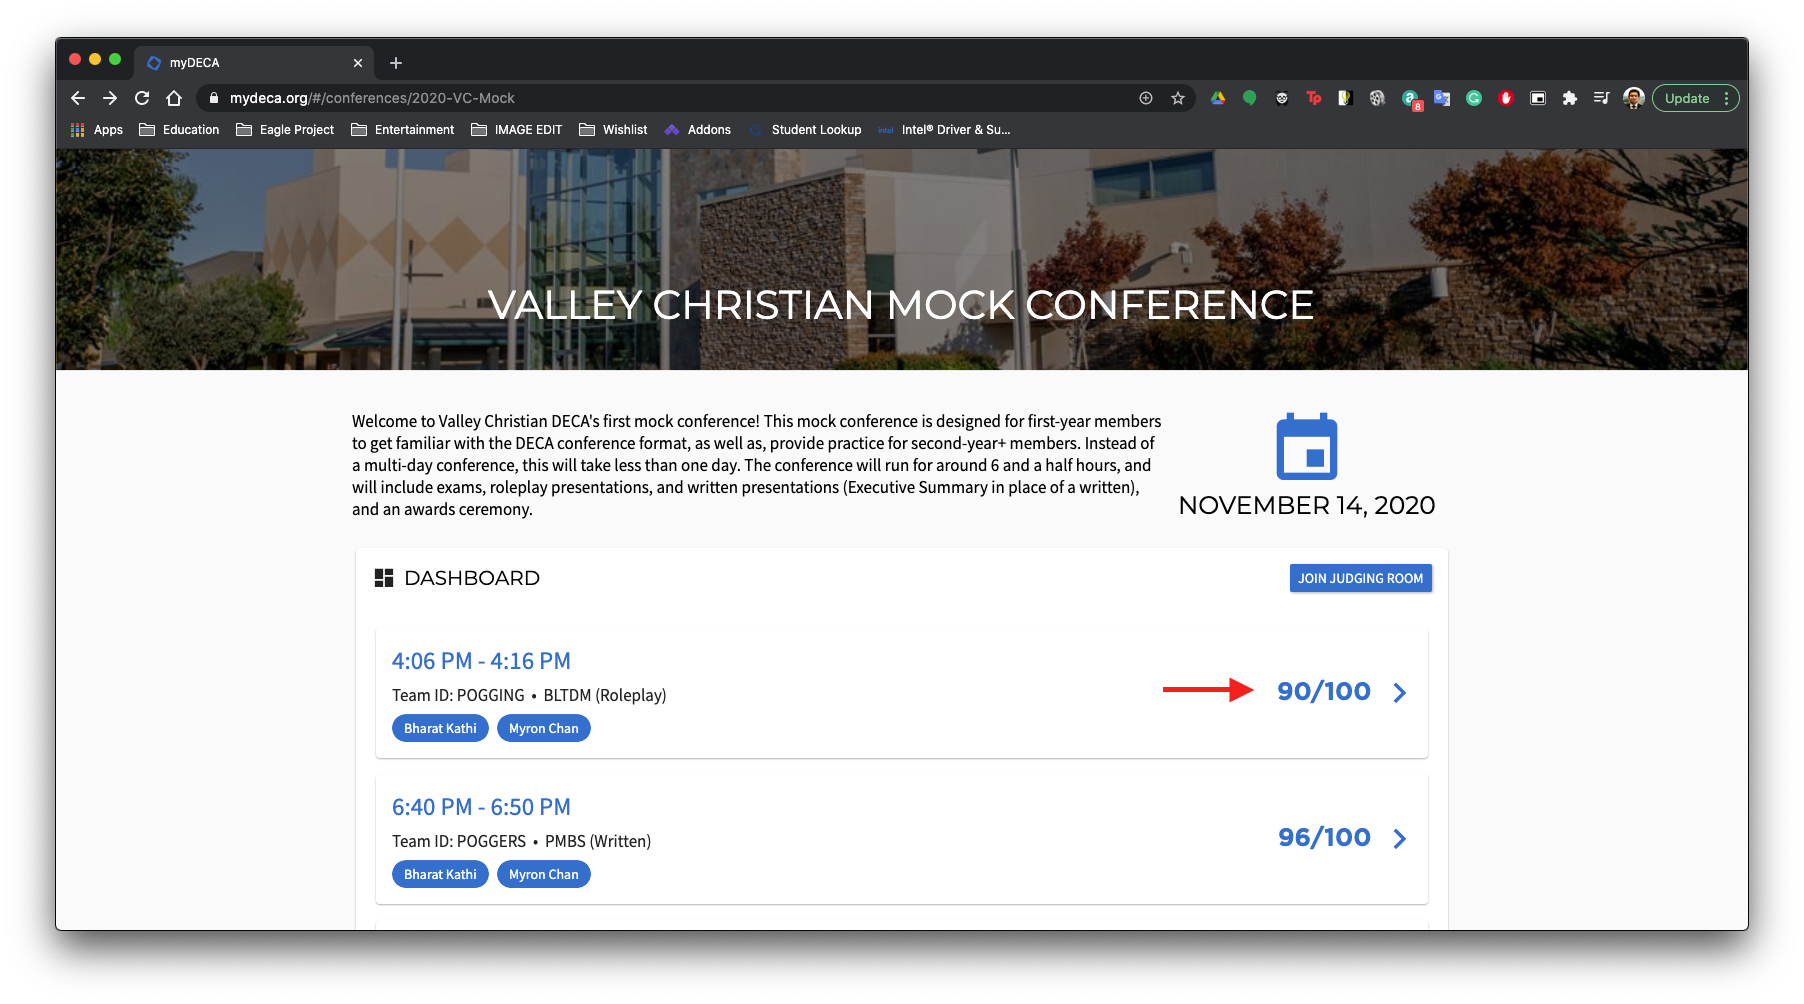 myDECA
mydeca.org/#/conferences/2020-VC-Mock
Tp
8
Update
Apps
Education
Eagle Project
Entertainment
IMAGE EDIT
Wishlist
Addons
Student Lookup
intel
Intel® Driver & Su...
VALLEY CHRISTIAN MOCK CONFERENCE
Welcome to Valley Christian DECA's first mock conference! This mock conference is designed for first-year members
to get familiar with the DECA conference format, as well as, provide practice for second-year+ members. Instead of
a multi-day conference, this will take less than one day. The conference will run for around 6 and a half hours, and
will include exams, roleplay presentations, and written presentations (Executive Summary in place of a written),
and an awards ceremony.
NOVEMBER 14, 2020
DASHBOARD
JOIN JUDGING ROOM
4:06 PM - 4:16 PM
Team ID: POGGING • BLTDM (Roleplay)
Bharat Kathi Myron Chan
90/100
6:40 PM - 6:50 PM
Team ID: POGGERS • PMBS (Written)
Bharat Kathi Myron Chan
96/100